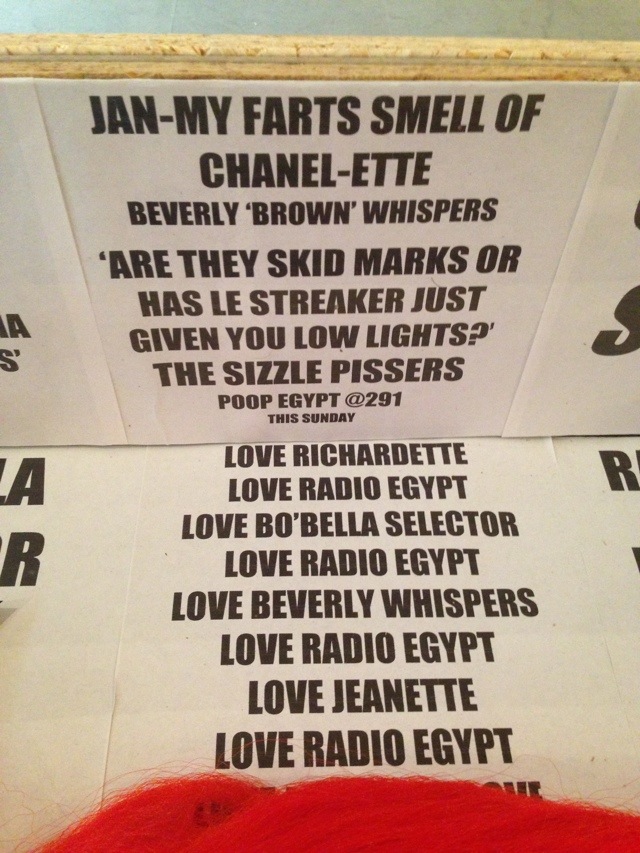 JAN-MY FARTS SMELL OF
CHANEL-ETTE
BEVERLY 'BROWN' WHISPERS
'ARE THEY SKID MARKS OR
HAS LE STREAKER JUST
GIVEN YOU LOW LIGHTS?'
THE SIZZLE PISSERS
POOP EGYPT @291
THIS SUNDAY
LOVE RICHARDETTE
LOVE RADIO EGYPT
LOVE BO'BELLA SELECTOR
LOVE RADIO EGYPT
LOVE BEVERLY WHISPERS
LOVE RADIO EGYPT
LOVE JEANETTE
LOVE RADIO EGYPT